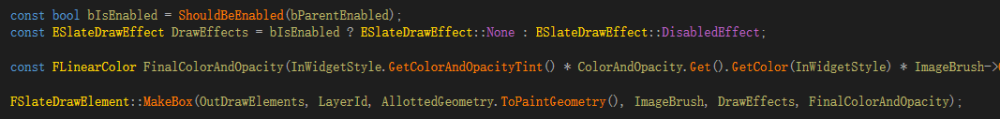 const bool bIsEnabled = ShouldBeEnabled(bParentEnabled);
const ESlateDrawEffect DrawEffects = bIsEnabled ? ESlateDrawEffect::None : ESlateDrawEffect::DisabledEffect;
const FLinearColor FinalColorAndOpacity(InWidgetStyle.GetColorAndOpacityTint() * ColorAndOpacity.Get().GetColor(InWidgetStyle) * ImageBrush->
FSlateDrawElement::MakeBox(OutDrawElements, LayerId, AllottedGeometry.ToPaintGeometry(), ImageBrush, DrawEffects, FinalColorAndOpacity);